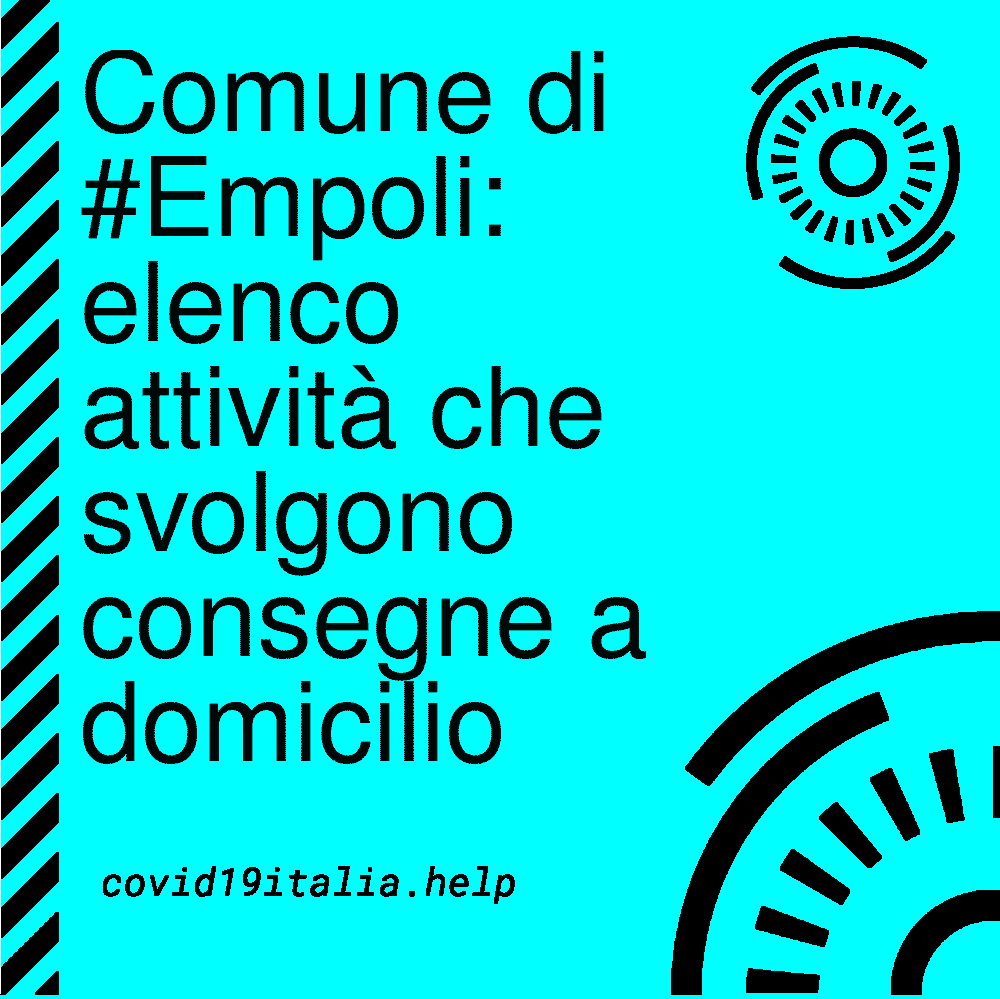 Comune di
#Empoli:
elenco
attività che
svolgono
consegne a
domicilio
covid19italia.help